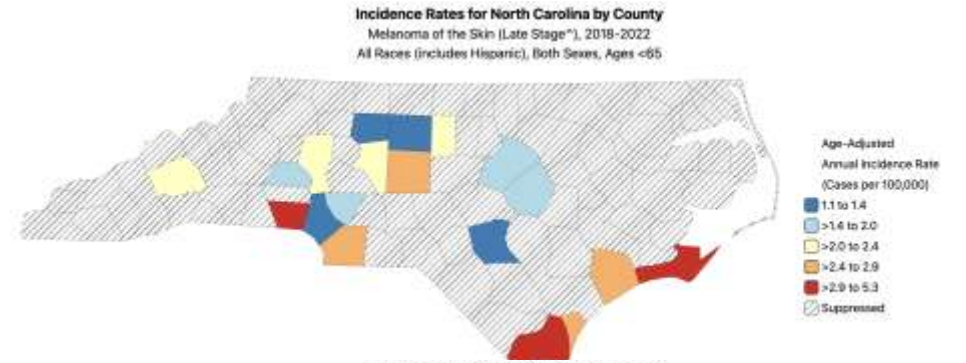 Incidence Rates for North Carolina by County
Melanoma of the Skin (Late Stage^), 2018-2022
All Races (includes Hispanic), Both Sexes, Ages <65
Age-Adjusted
Annual Incidence Rate
(Cases per 100,000)
1.1 to 1.4
>1.4 to 2.0
>2.0 to 2.4
>2.4 to 2.9
>2.9 to 5.3
Suppressed